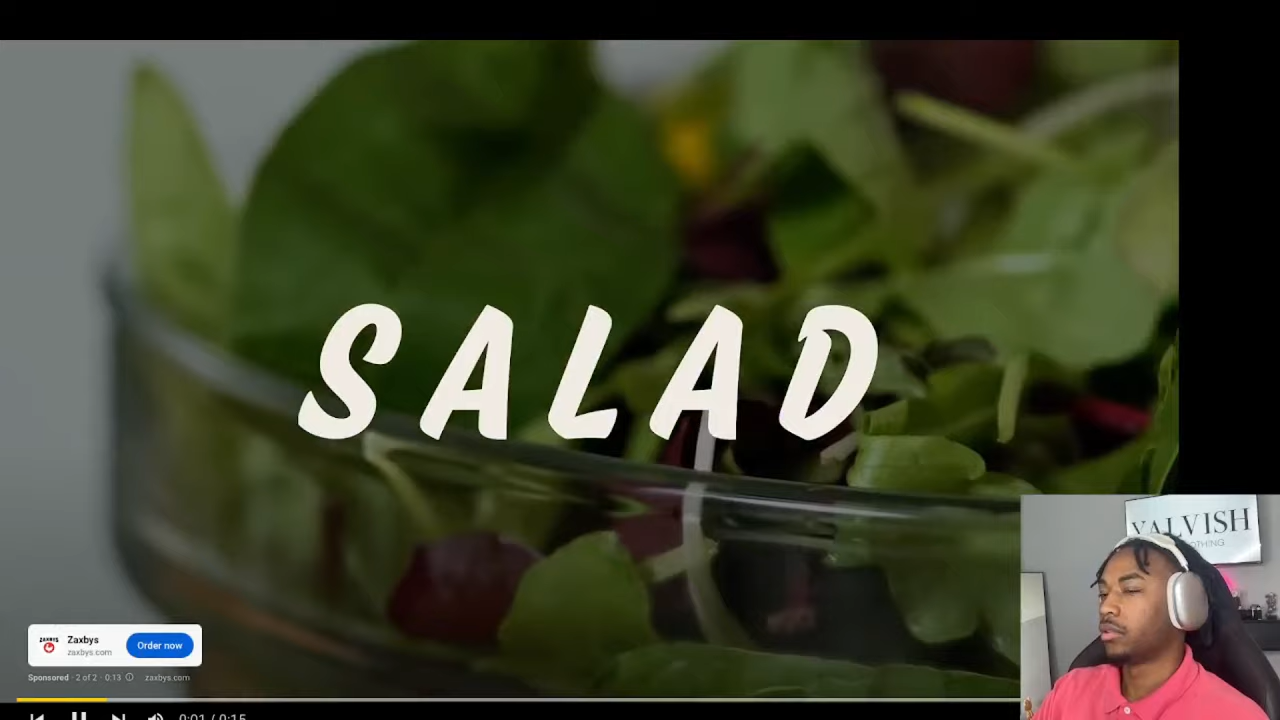 SALAD
VALVISH
ZAXBYS
Zaxbys
zaxbys.com
Order now
Sponsored · 2 of 2 · 0:13
zaxbys.com
0:01 / 0:15